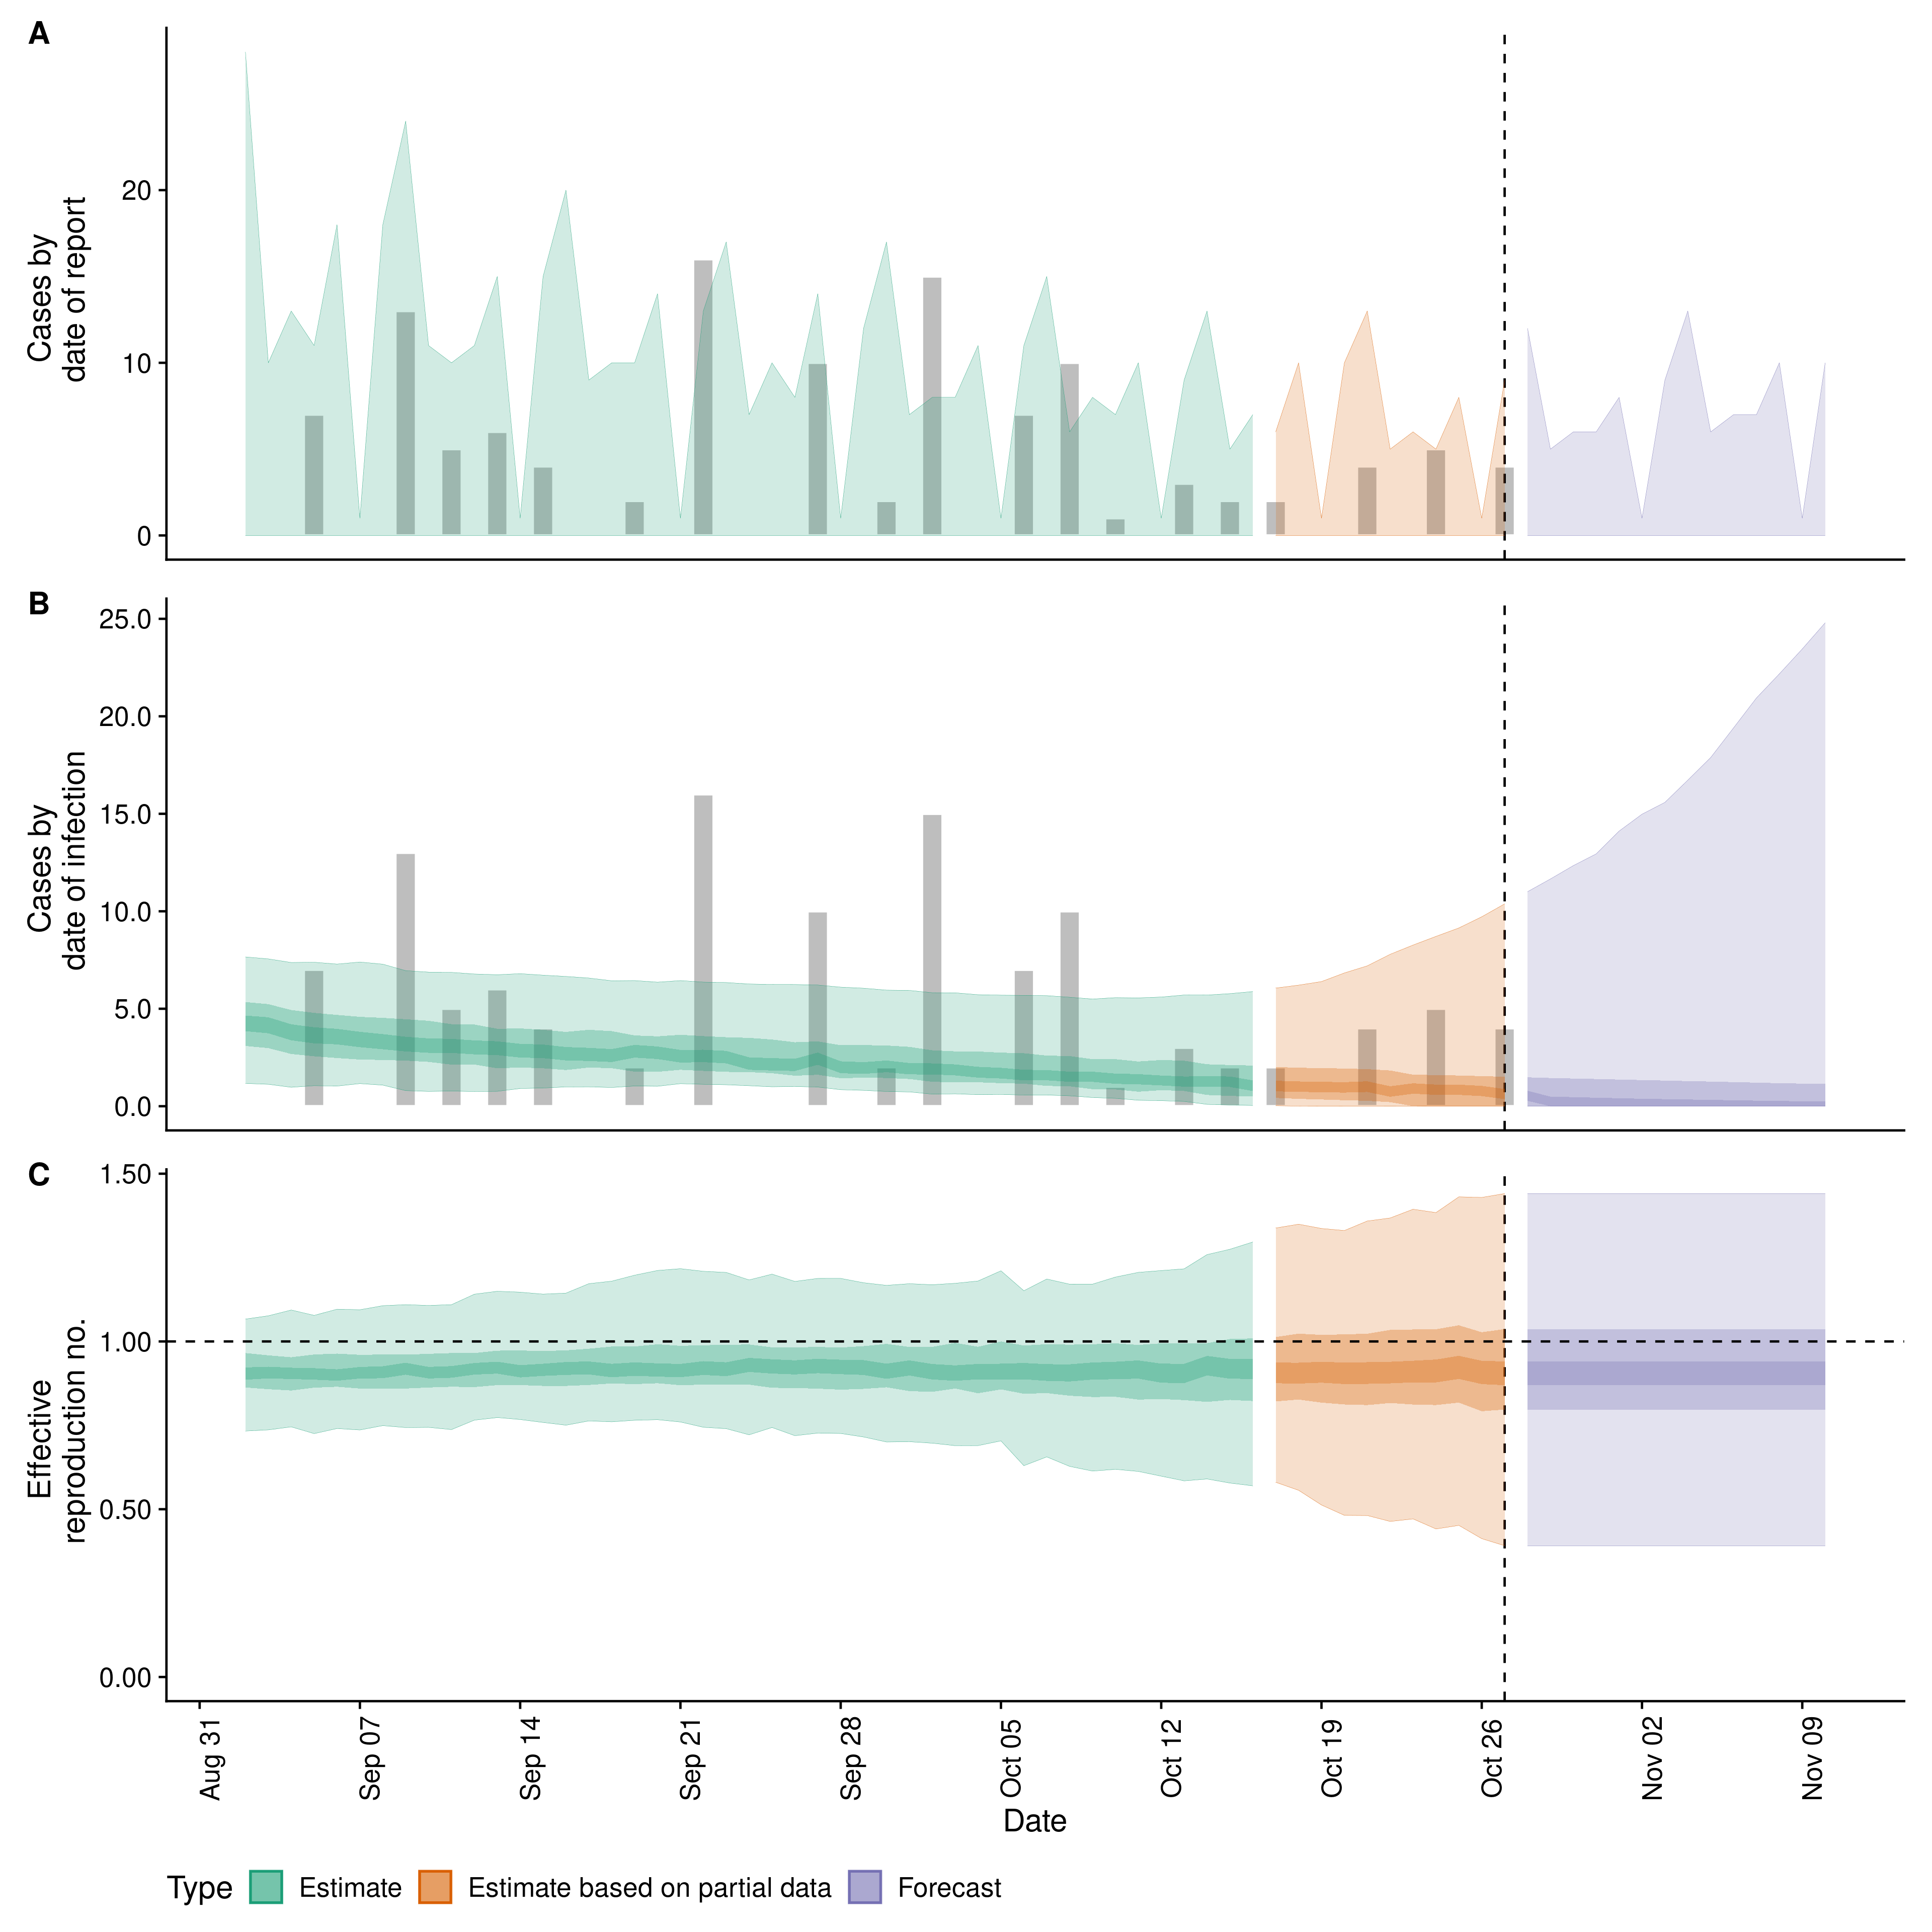 A
Cases by
date of report
20
10
0
B
Cases by
date of infection
25.0
20.0
15.0
10.0
5.0
0.0
C
Effective
reproduction no.
1.50
1.00
0.50
0.00
Aug 31
Sep 07
Sep 14
Sep 21
Sep 28
Oct 05
Oct 12
Oct 19
Oct 26
Nov 02
Nov 09
Date
Type Estimate Estimate based on partial data Forecast